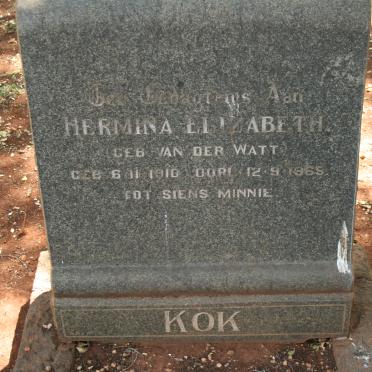 Ter Gedagtenis Aan
HERMINA ELIZABETH.
(GEB VAN DER WATT)
GEB 6·11·1910 OORL 12·9·1965
TOT SIENS MINNIE.
KOK